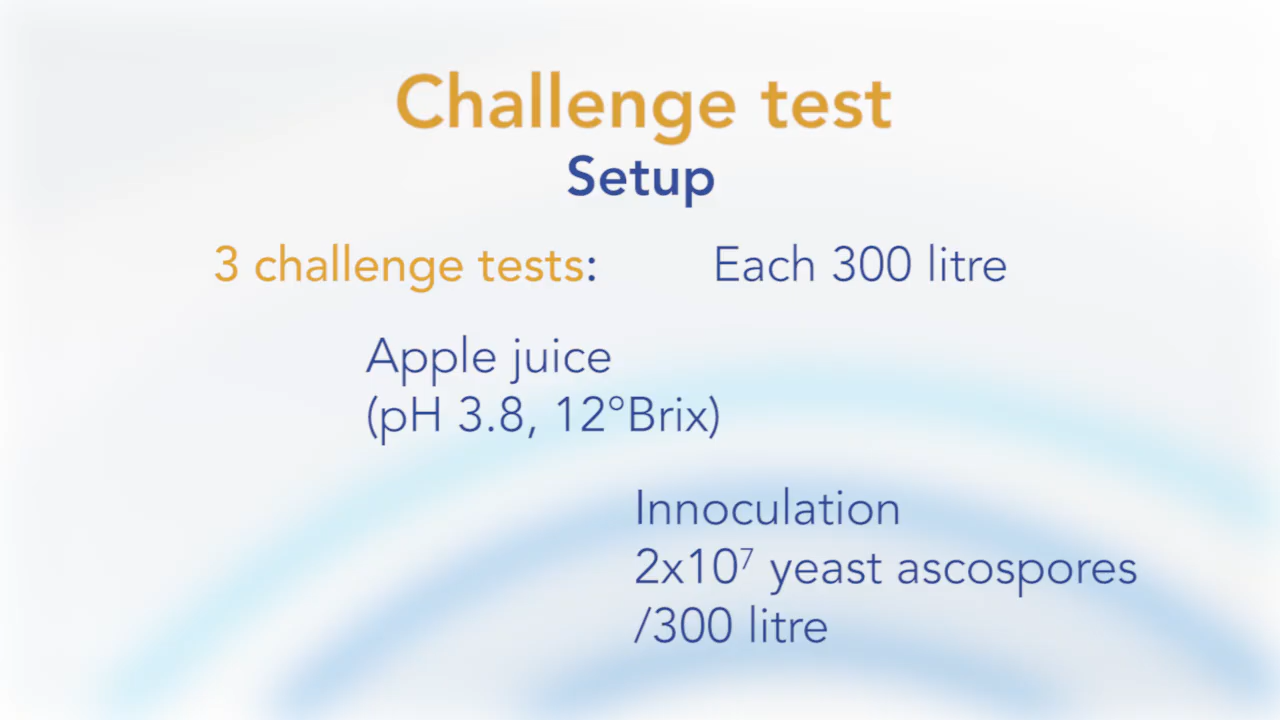 Challenge test
Setup
3 challenge tests: Each 300 litre
Apple juice
(pH 3.8, 12°Brix)
Innoculation
2x10⁷ yeast ascospores
/300 litre